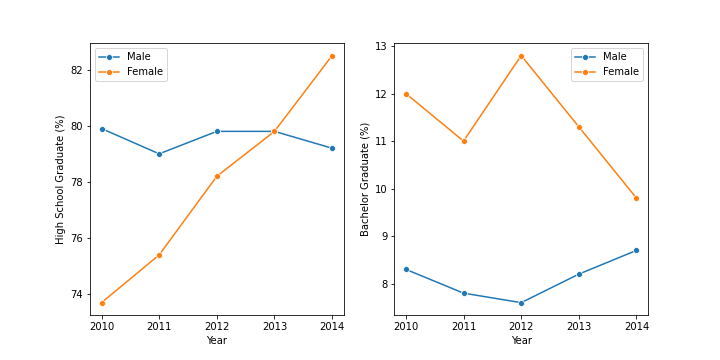 Male
Female
High School Graduate (%)
82
80
78
76
74
2010 2011 2012 2013 2014
Year
Male
Female
Bachelor Graduate (%)
13
12
11
10
9
8
2010 2011 2012 2013 2014
Year